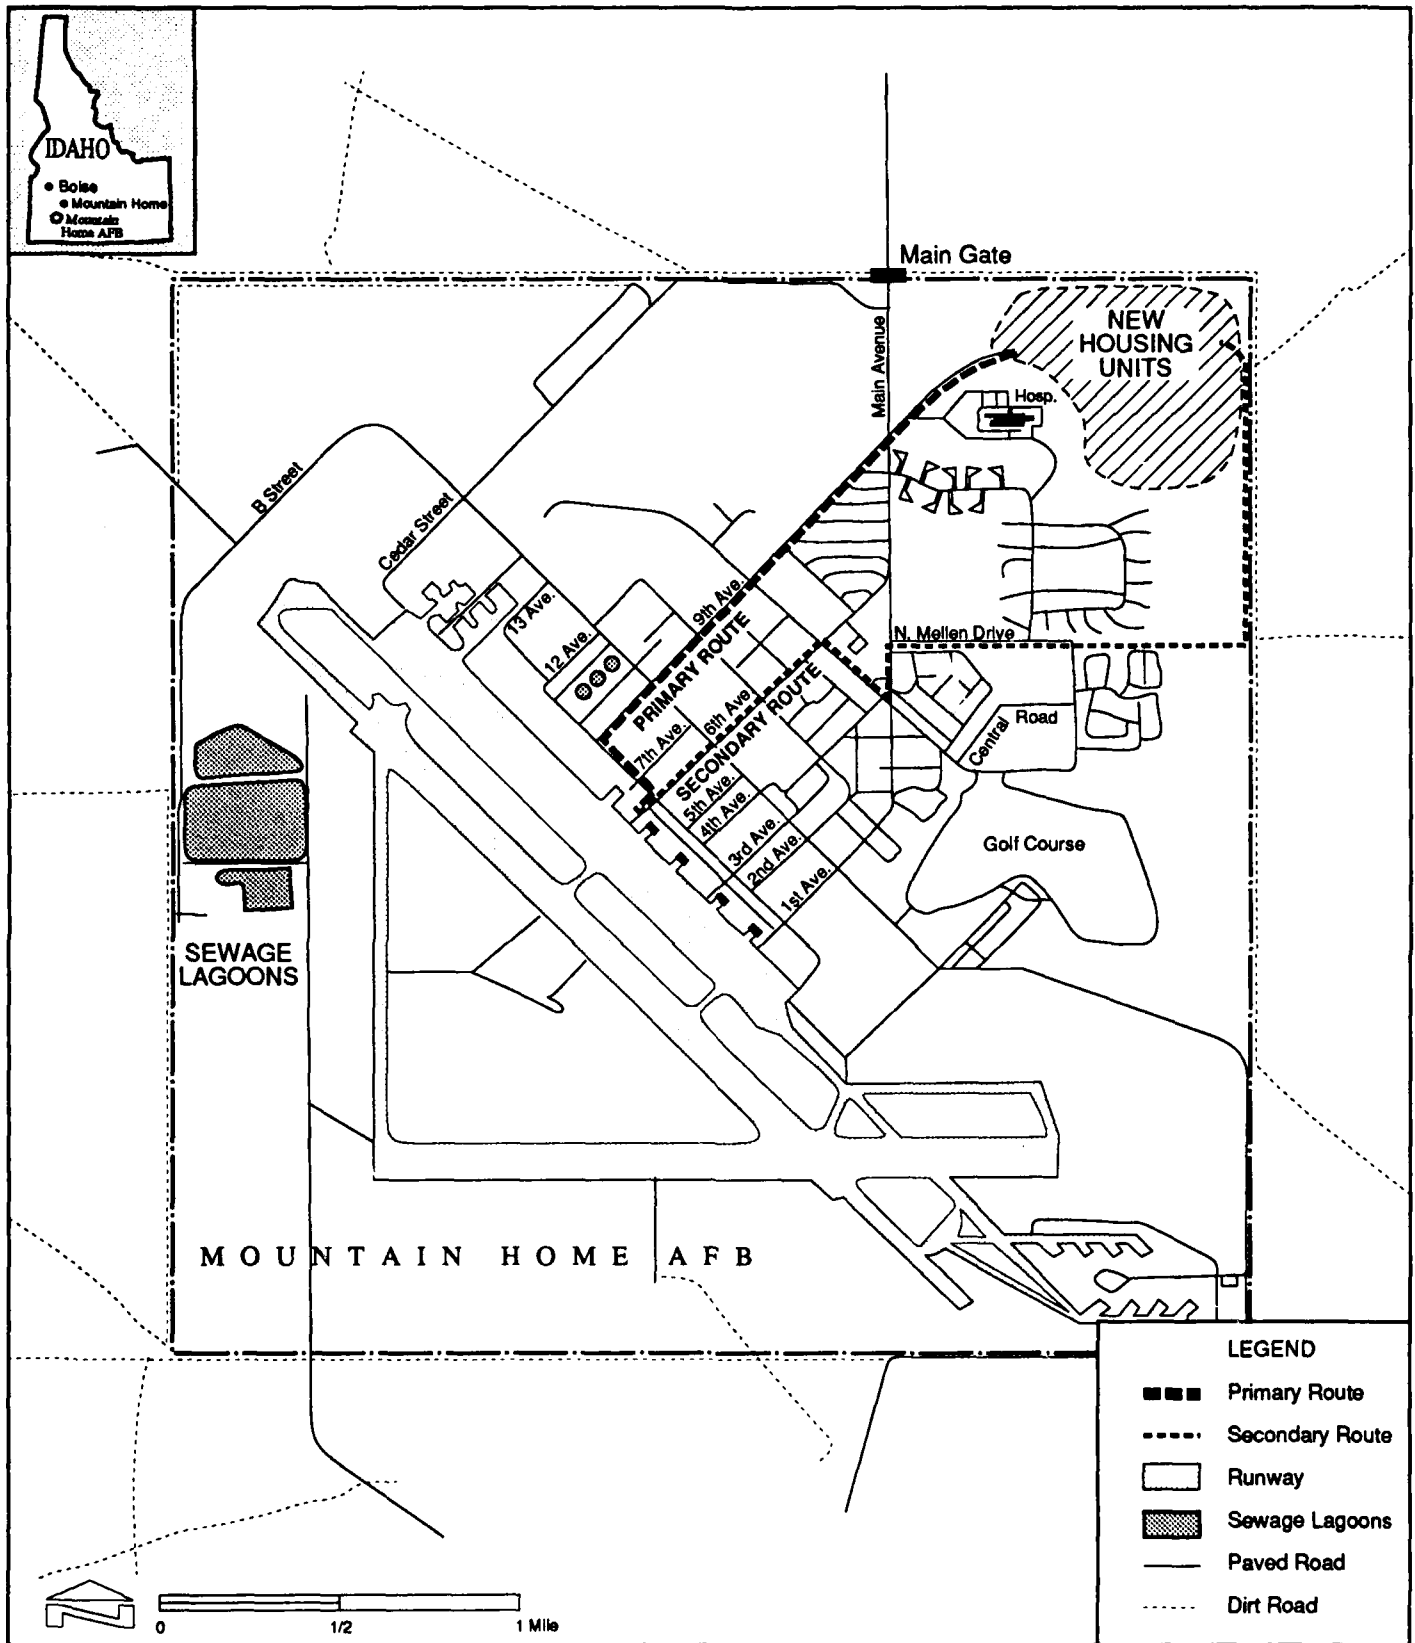 IDAHO
Boise
Mountain Home
Mountain
Home AFB
Main Gate
Main Avenue
NEW
HOUSING
UNITS
Hosp.
B Street
Cedar Street
13 Ave.
12 Ave.
9th Ave.
PRIMARY ROUTE
N. Mellen Drive
7th Ave.
6th Ave
SECONDARY ROUTE
5th Ave.
4th Ave.
3rd Ave.
2nd Ave.
1st Ave.
Central
Road
Golf Course
SEWAGE
LAGOONS
MOUNTAIN HOME AFB
LEGEND
Primary Route
Secondary Route
Runway
Sewage Lagoons
Paved Road
Dirt Road
N
0
1/2
1 Mile